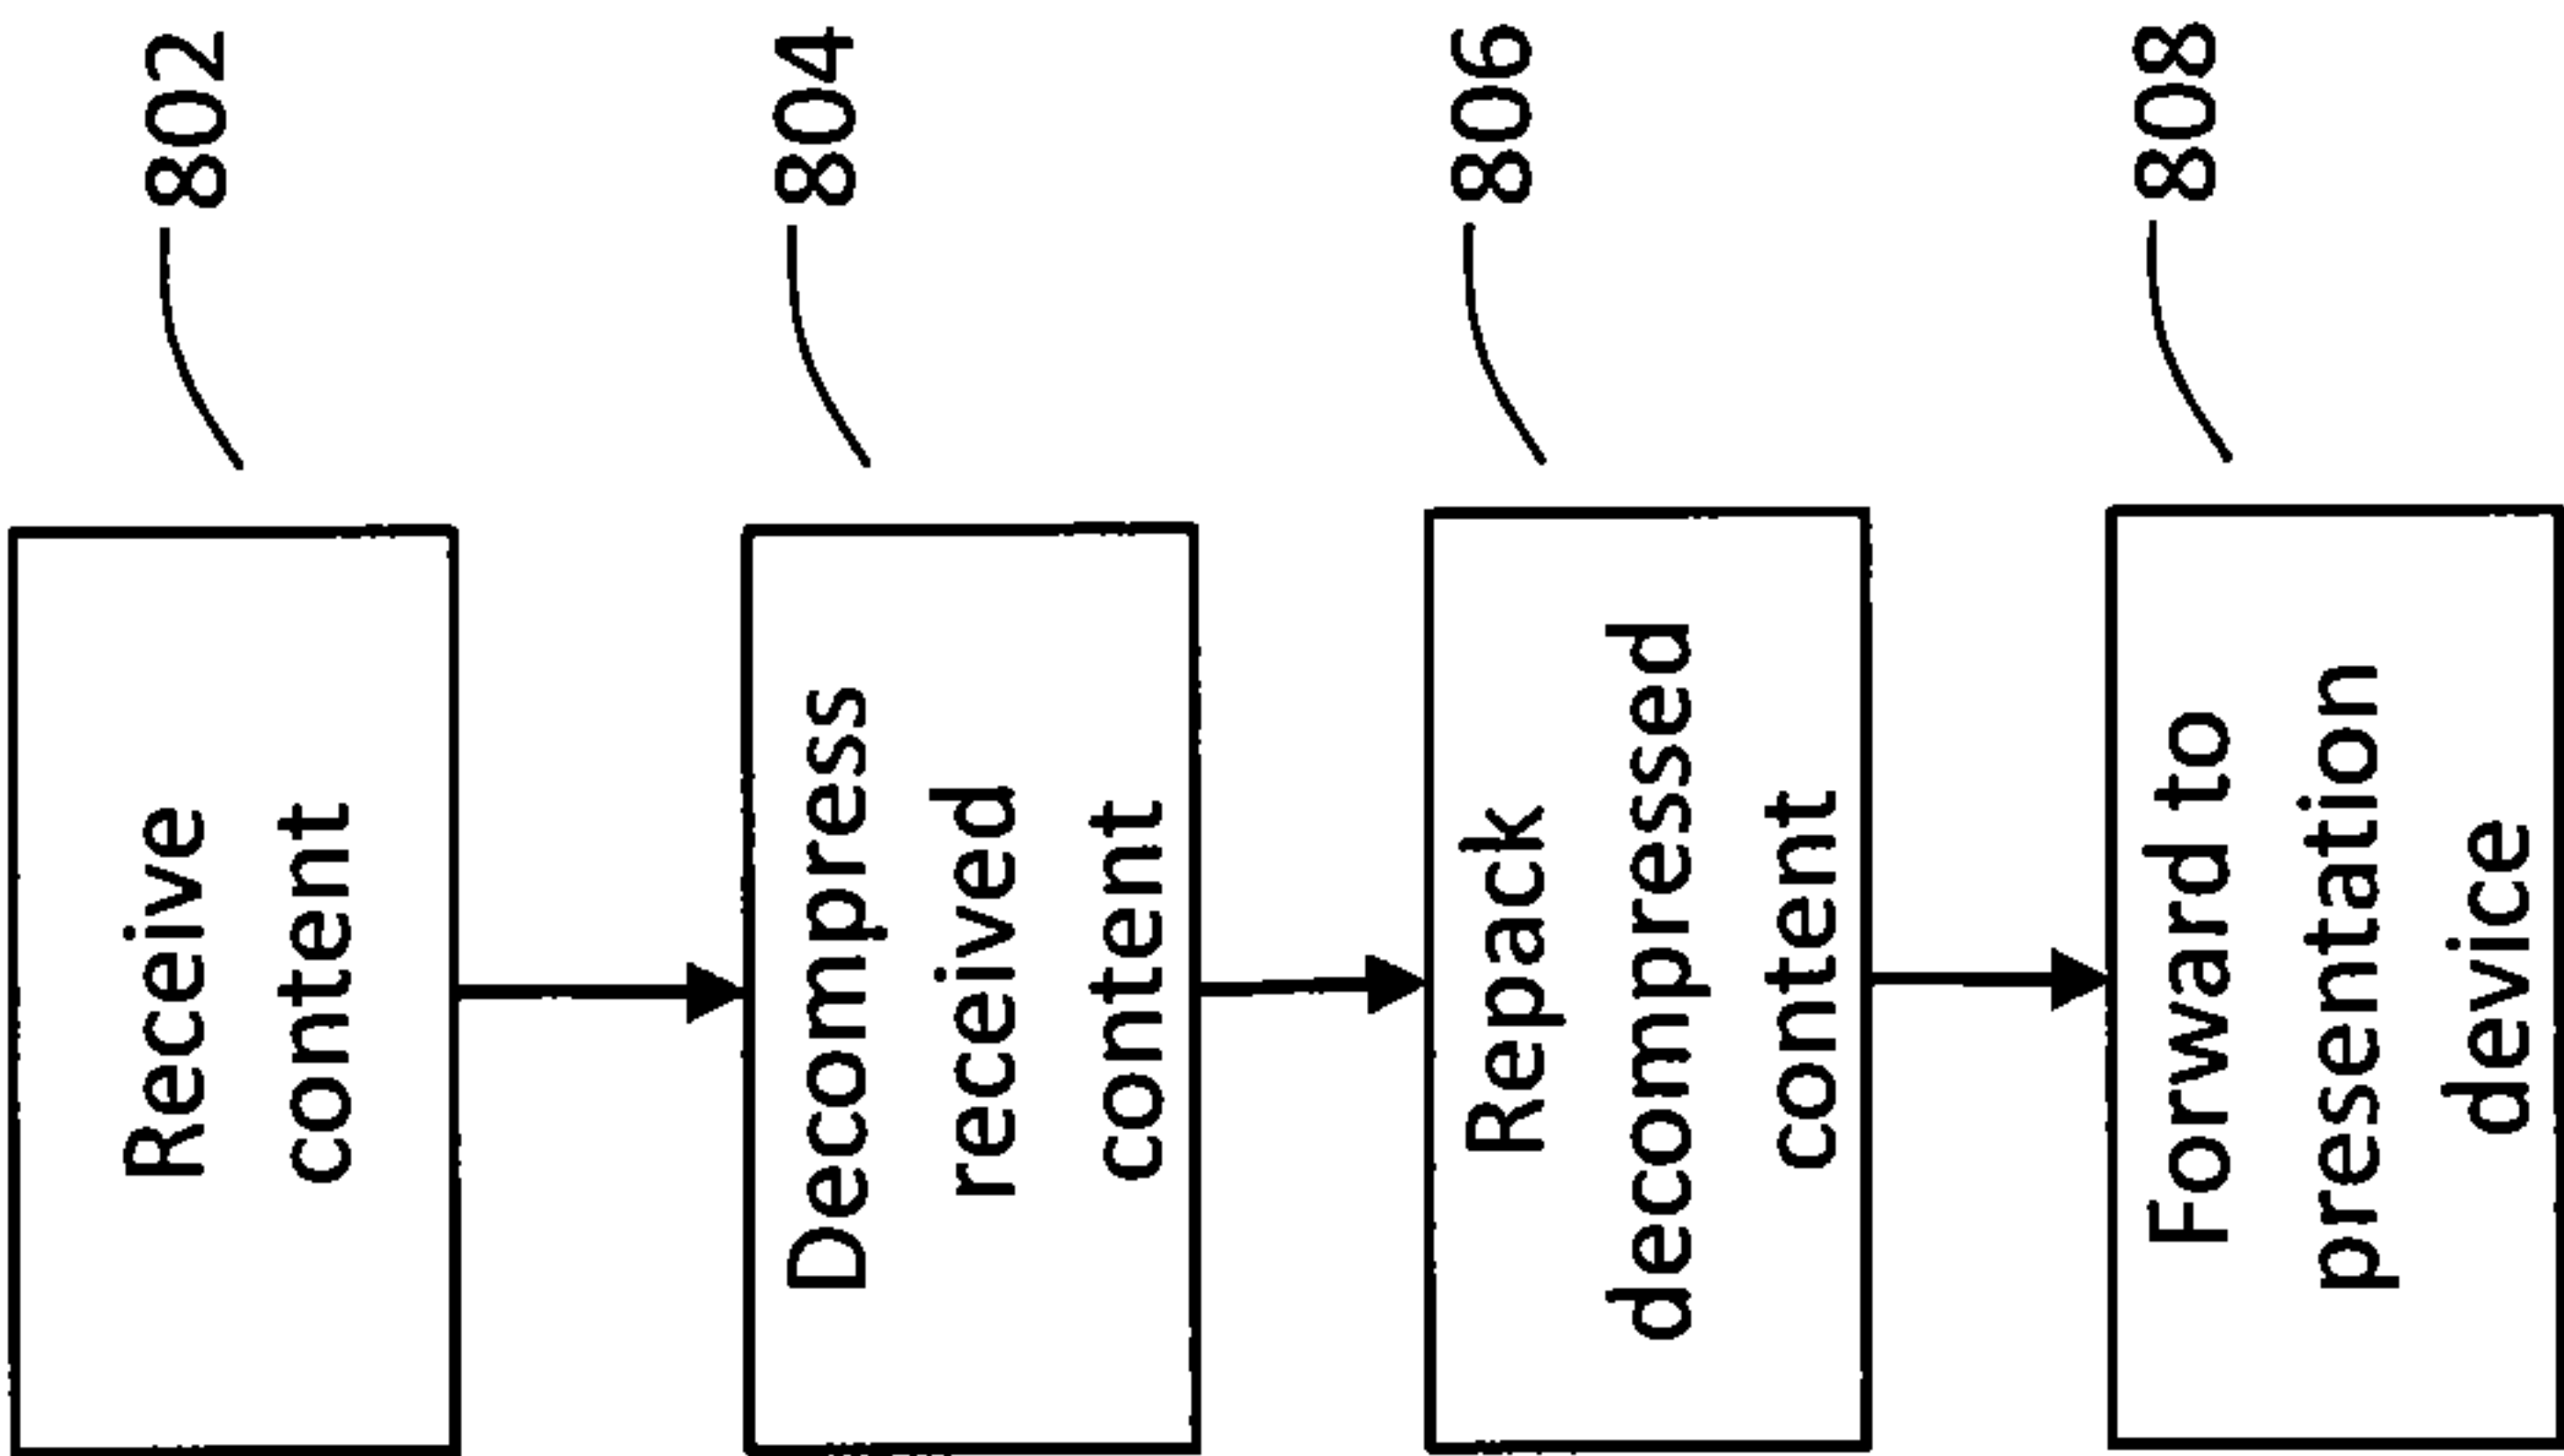 Receive
content
802
Decompress
received
content
804
Repack
decompressed
content
806
Forward to
presentation
device
808